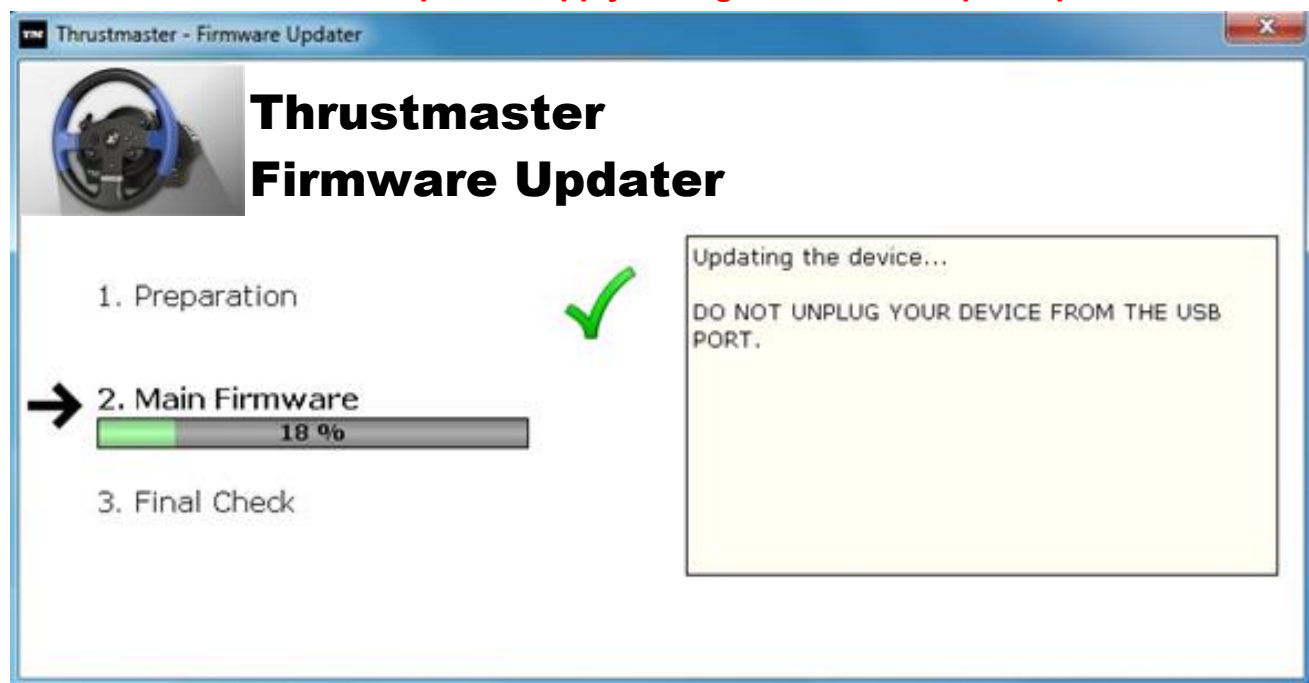 Thrustmaster - Firmware Updater
Thrustmaster
Firmware Updater
1. Preparation
2. Main Firmware
18 %
3. Final Check
Updating the device...
DO NOT UNPLUG YOUR DEVICE FROM THE USB
PORT.